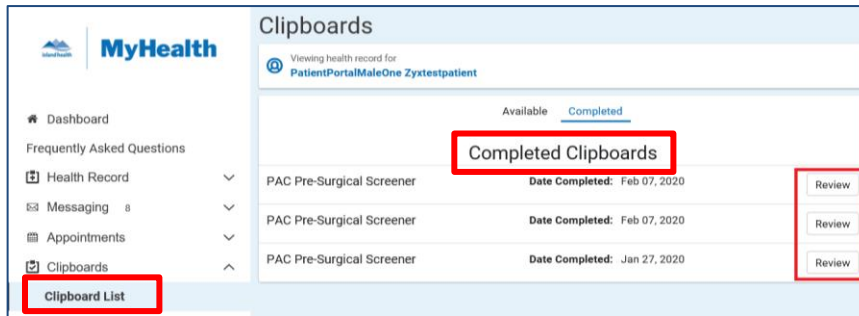 island health
MyHealth
Dashboard
Frequently Asked Questions
Health Record
Messaging 8
Appointments
Clipboards
Clipboard List
Clipboards
Viewing health record for
PatientPortalMaleOne Zyxtestpatient
Available Completed
Completed Clipboards
PAC Pre-Surgical Screener Date Completed: Feb 07, 2020 Review
PAC Pre-Surgical Screener Date Completed: Feb 07, 2020 Review
PAC Pre-Surgical Screener Date Completed: Jan 27, 2020 Review